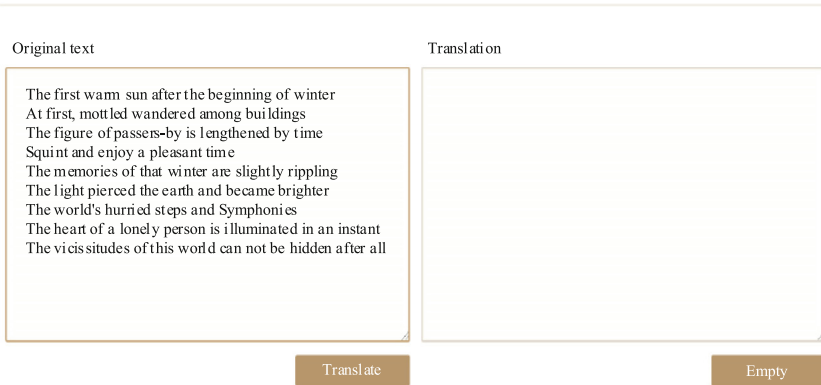 Original text
Translation
The first warm sun after the beginning of winter
At first, mottled wandered among buildings
The figure of passers-by is lengthened by time
Squint and enjoy a pleasant time
The memories of that winter are slightly rippling
The light pierced the earth and became brighter
The world's hurried steps and Symphonies
The heart of a lonely person is illuminated in an instant
The vicissitudes of this world can not be hidden after all
Translate
Empty